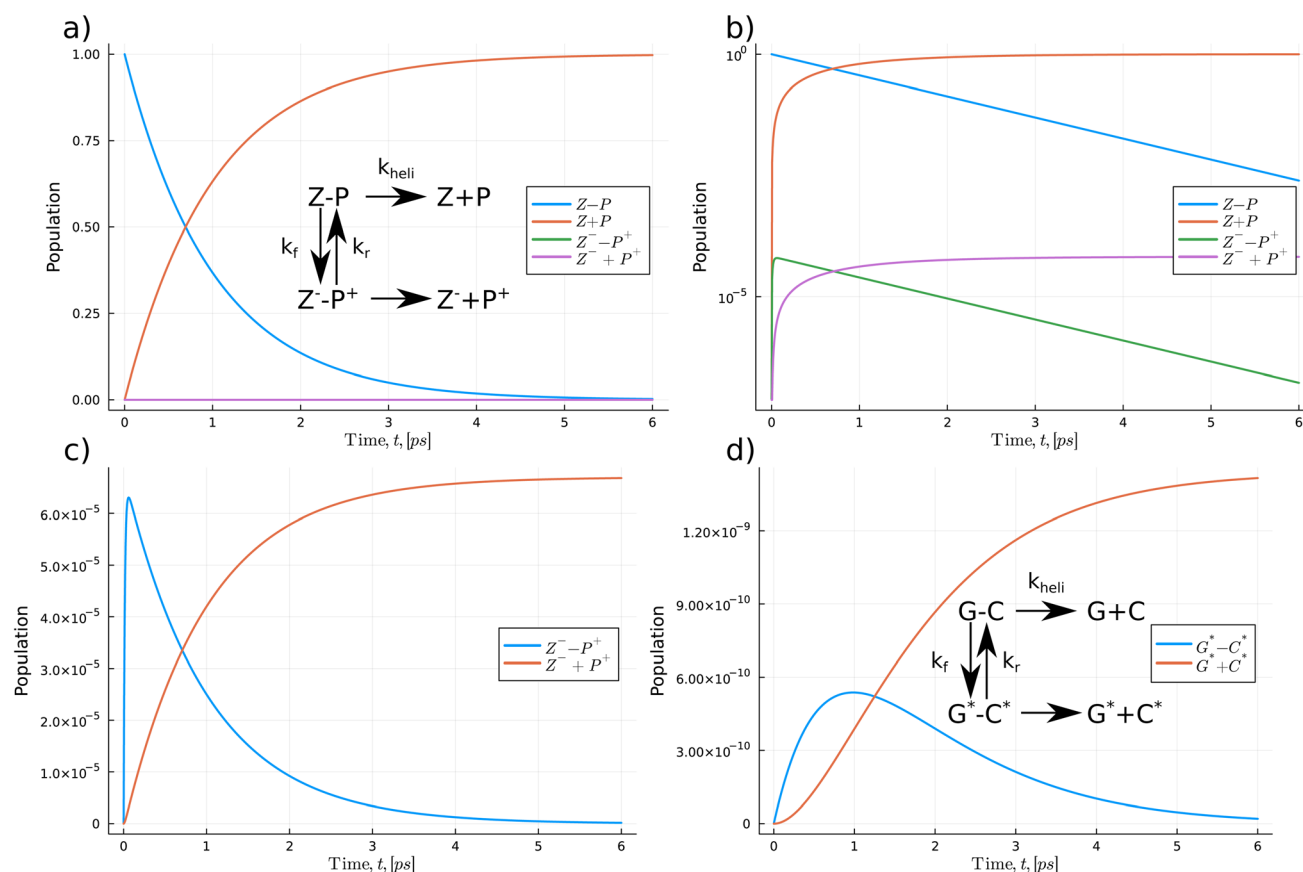 a)
Population
1.00
0.75
0.50
0.25
0.00
0 1 2 3 4 5 6
Time, t, [ps]
k_heli
Z-P Z+P
k_f k_r
Z⁻-P⁺ Z⁻+P⁺
Z−P
Z+P
Z⁻−P⁺
Z⁻ + P⁺
b)
Population
10⁰
10⁻⁵
0 1 2 3 4 5 6
Time, t, [ps]
Z−P
Z+P
Z⁻−P⁺
Z⁻ + P⁺
c)
Population
6.0×10⁻⁵
5.0×10⁻⁵
4.0×10⁻⁵
3.0×10⁻⁵
2.0×10⁻⁵
1.0×10⁻⁵
0
0 1 2 3 4 5 6
Time, t, [ps]
Z⁻−P⁺
Z⁻ + P⁺
d)
Population
1.20×10⁻⁹
9.00×10⁻¹⁰
6.00×10⁻¹⁰
3.00×10⁻¹⁰
0
0 1 2 3 4 5 6
Time, t, [ps]
k_heli
G-C G+C
k_f k_r
G*-C* G*+C*
G*−C*
G*+C*